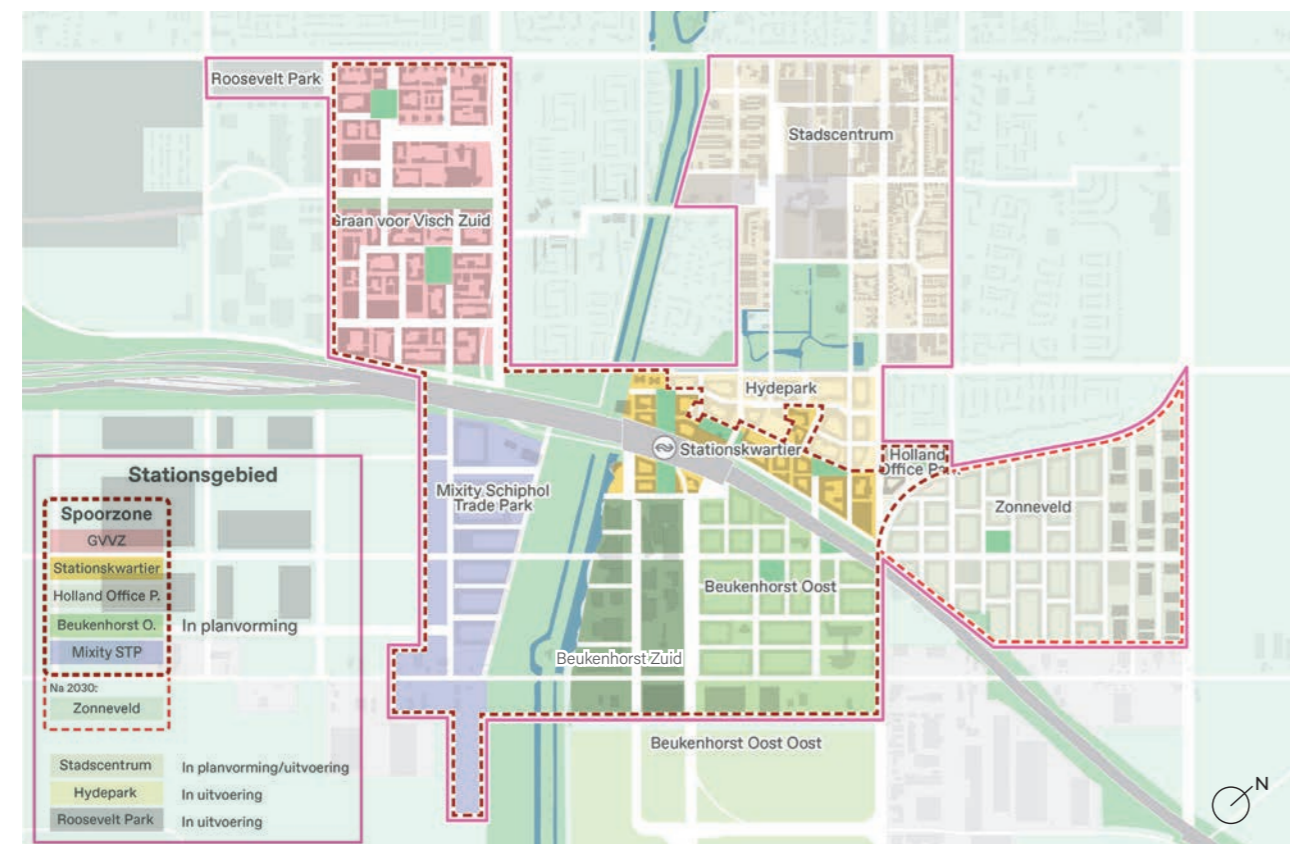 Roosevelt Park
Stadscentrum
Graan voor Visch Zuid
Hydepark
Stationskwartier
Holland
Office P.
Mixity Schiphol
Trade Park
Zonneveld
Beukenhorst Oost
Beukenhorst Zuid
Beukenhorst Oost Oost
Stationsgebied
Spoorzone
GVVZ
Stationskwartier
Holland Office P.
Beukenhorst O.
In planvorming
Mixity STP
Na 2030:
Zonneveld
Stadscentrum In planvorming/uitvoering
Hydepark In uitvoering
Roosevelt Park In uitvoering
N